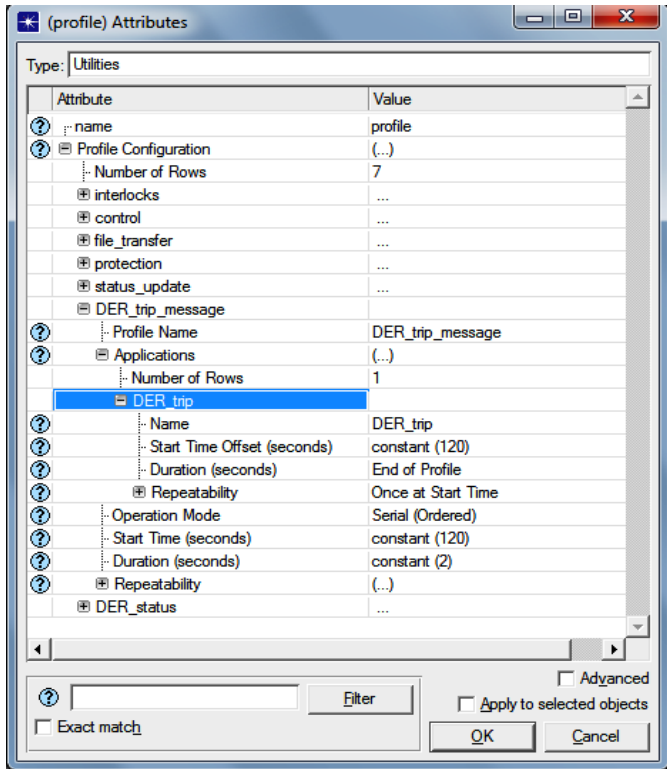 (profile) Attributes
Type: Utilities
Attribute Value
name profile
Profile Configuration (...)
Number of Rows 7
interlocks ...
control ...
file_transfer ...
protection ...
status_update ...
DER_trip_message
Profile Name DER_trip_message
Applications (...)
Number of Rows 1
DER_trip
Name DER_trip
Start Time Offset (seconds) constant (120)
Duration (seconds) End of Profile
Repeatability Once at Start Time
Operation Mode Serial (Ordered)
Start Time (seconds) constant (120)
Duration (seconds) constant (2)
Repeatability (...)
DER_status ...
Advanced
Filter Apply to selected objects
Exact match OK Cancel